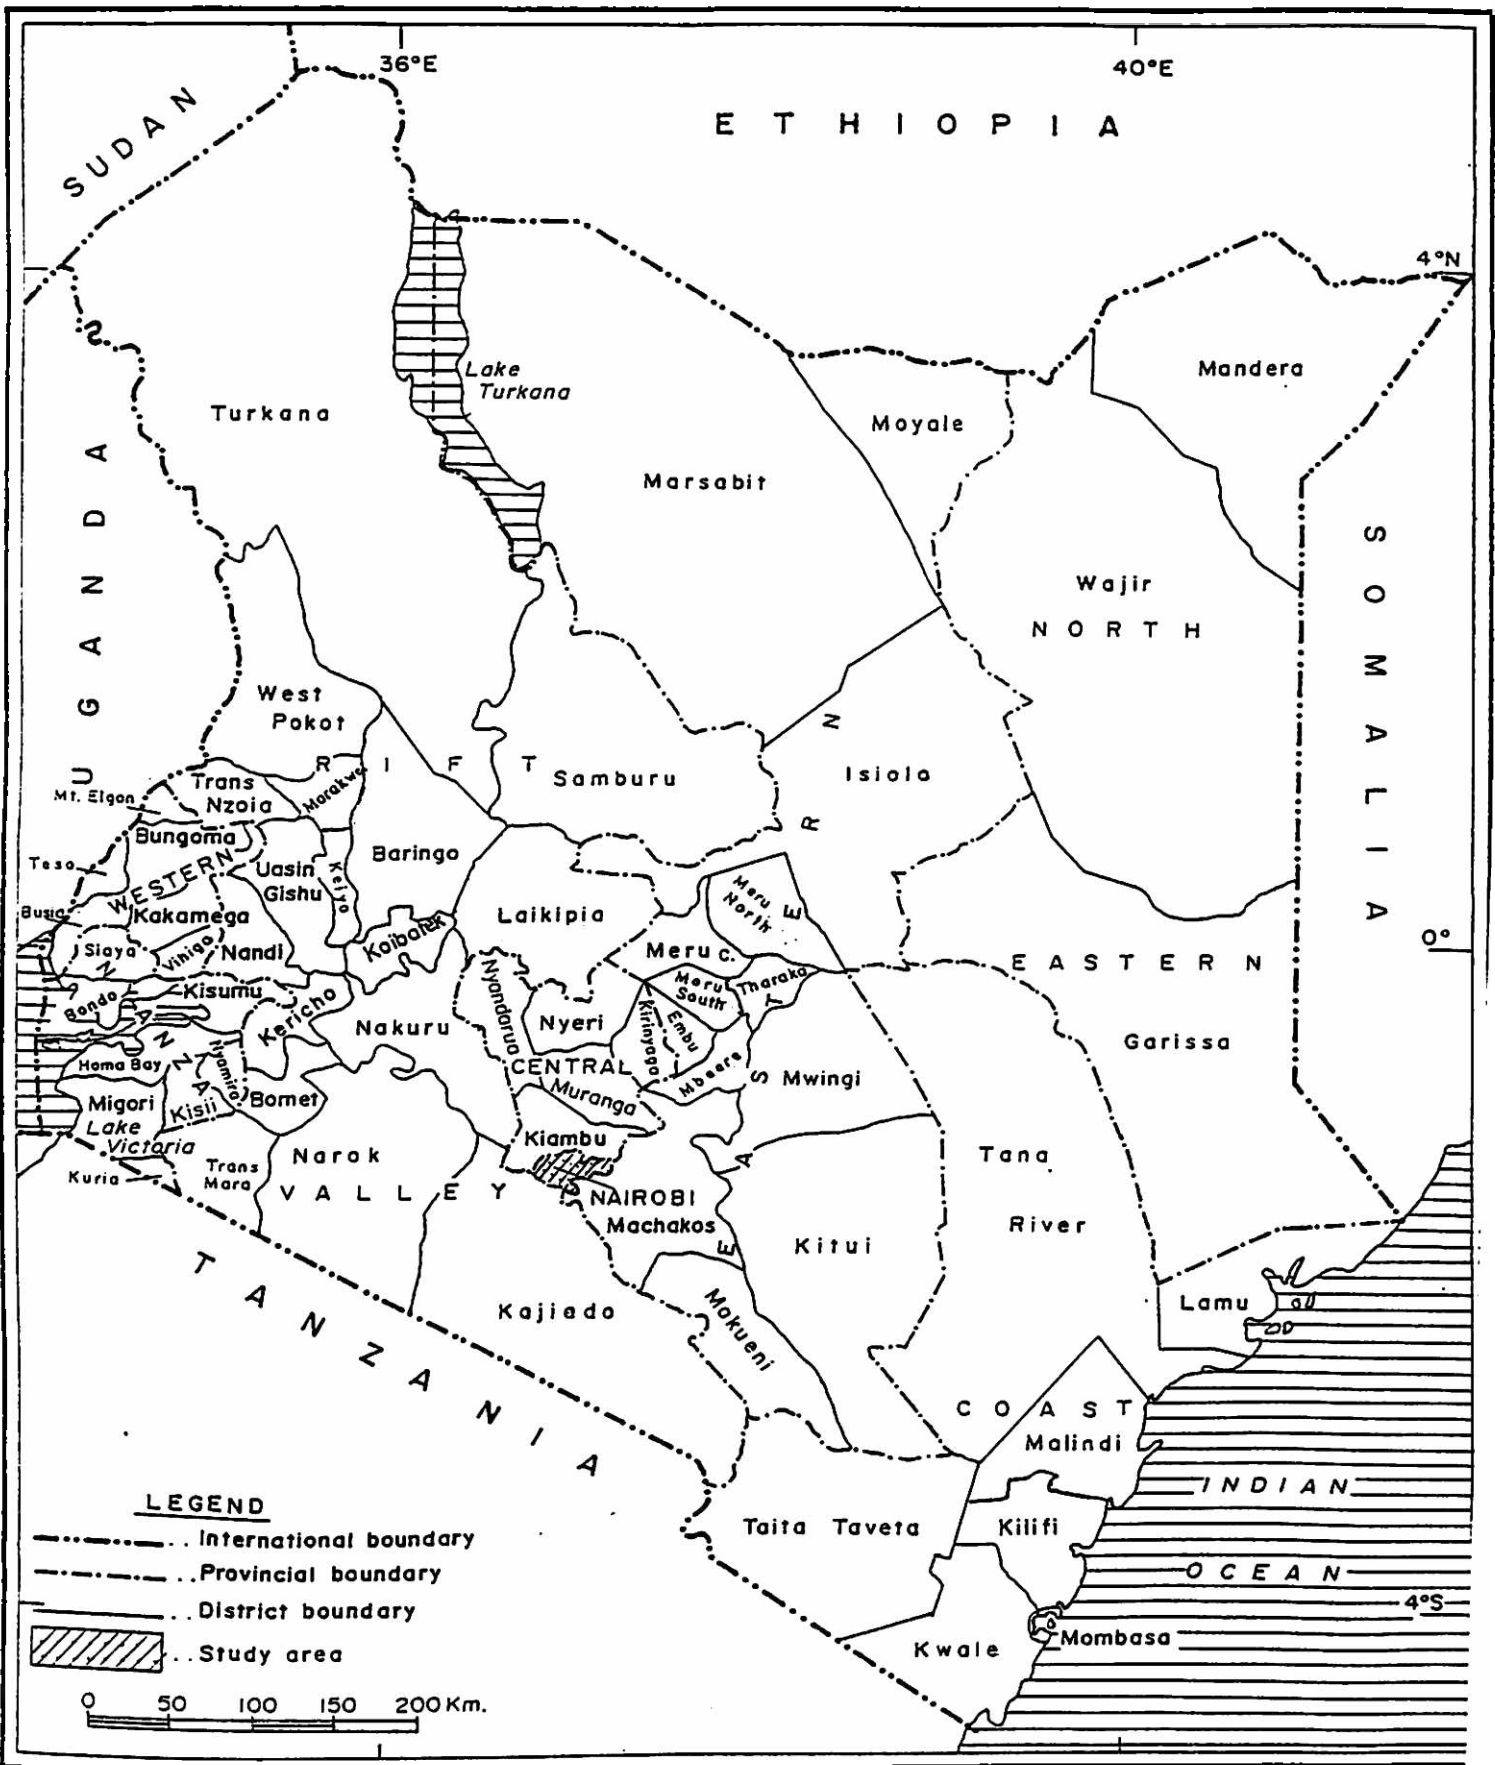 36°E
40°E
SUDAN
ETHIOPIA
4°N
Lake
Turkana
Mandera
Turkana
Moyale
Marsabit
UGANDA
SOMALIA
Wajir
NORTH
West
Pokot
RIFT
Samburu
Isiolo
Trans
Nzoia
Marakwe
Mt. Elgon
Bungoma
Baringo
Teso
WESTERN
Uasin
Gishu
Keiyo
Meru
North
Busia
Kakamega
Laikipia
Siaya
Vihigo
Nandi
Koibatek
Meru C.
0°
EASTERN
Nyandarua
Meru
South
Tharaka
Bondo
Kisumu
NYANZA
Kericho
Nakuru
Nyeri
Kirinyaga
Embu
Garissa
Homa Bay
Nyamira
CENTRAL
Mbeere
Mwingi
Muranga
Migori
Kisii
Bomet
Lake
Victoria
Kiambu
Narok
Tana
Kuria
Trans
Mara
VALLEY
NAIROBI
Machakos
River
EASTERN
Kitui
TANZANIA
Kajiado
Makueni
Lamu
COAST
Malindi
INDIAN
LEGEND
International boundary
Taita Taveta
Kilifi
Provincial boundary
OCEAN
District boundary
4°S
Study area
Kwale
Mombasa
0 50 100 150 200 Km.